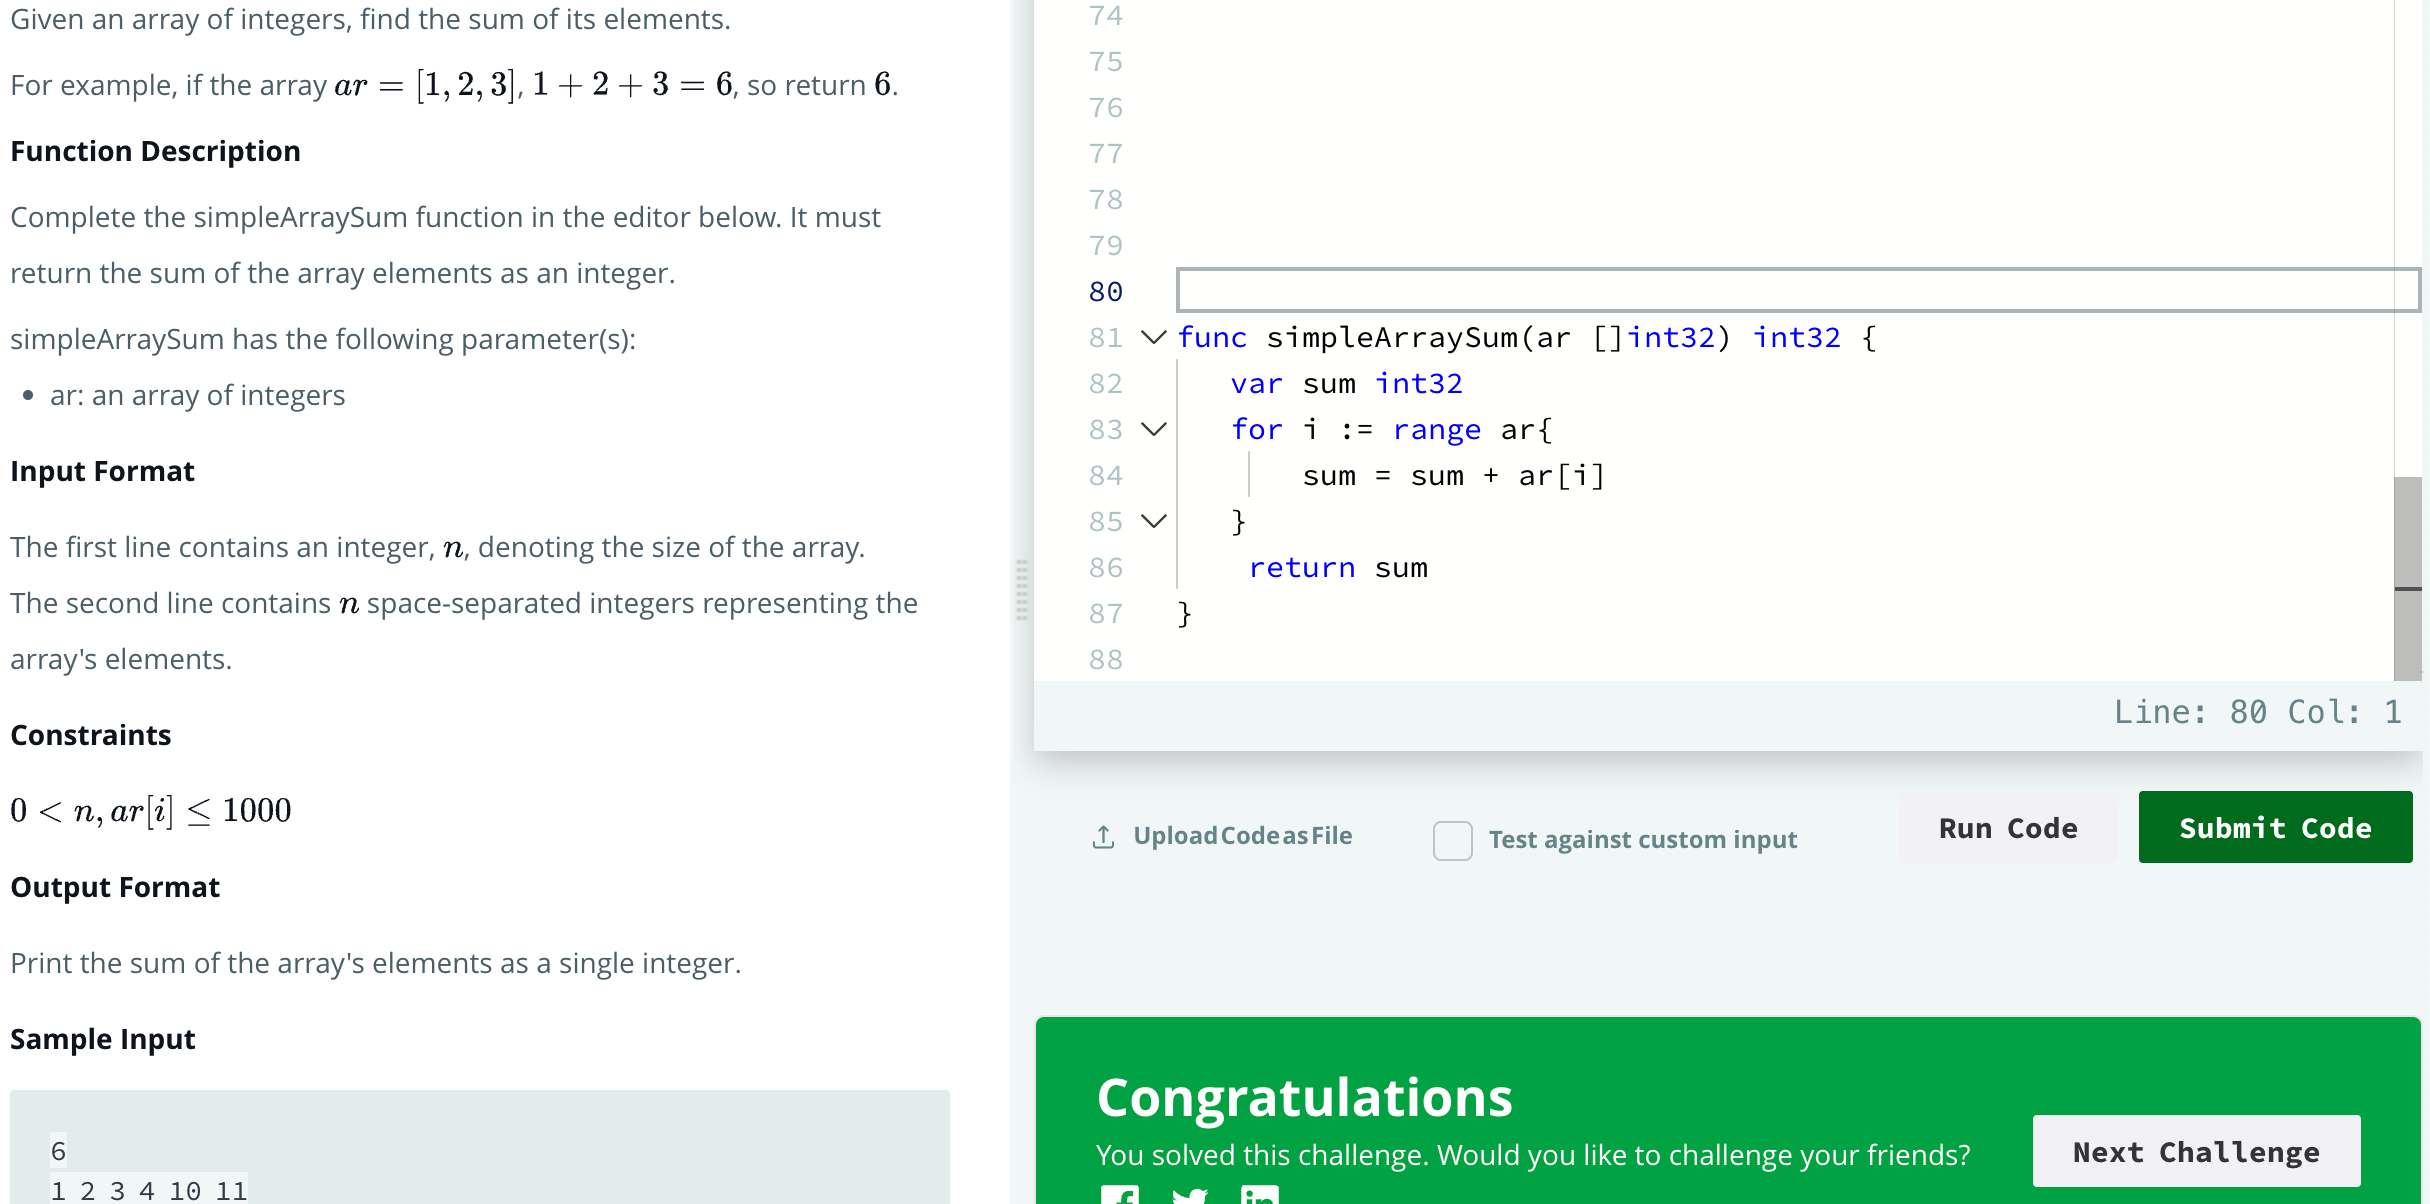 Given an array of integers, find the sum of its elements.
For example, if the array ar = [1, 2, 3], 1 + 2 + 3 = 6, so return 6.
Function Description
Complete the simpleArraySum function in the editor below. It must
return the sum of the array elements as an integer.
simpleArraySum has the following parameter(s):
• ar: an array of integers
Input Format
The first line contains an integer, n, denoting the size of the array.
The second line contains n space-separated integers representing the
array's elements.
Constraints
0 < n, ar[i] ≤ 1000
Output Format
Print the sum of the array's elements as a single integer.
Sample Input
6
1 2 3 4 10 11
74
75
76
77
78
79
80
81 func simpleArraySum(ar []int32) int32 {
82    var sum int32
83    for i := range ar{
84        sum = sum + ar[i]
85    }
86     return sum
87 }
88
Line: 80 Col: 1
Upload Code as File
Test against custom input
Run Code
Submit Code
Congratulations
You solved this challenge. Would you like to challenge your friends?
Next Challenge